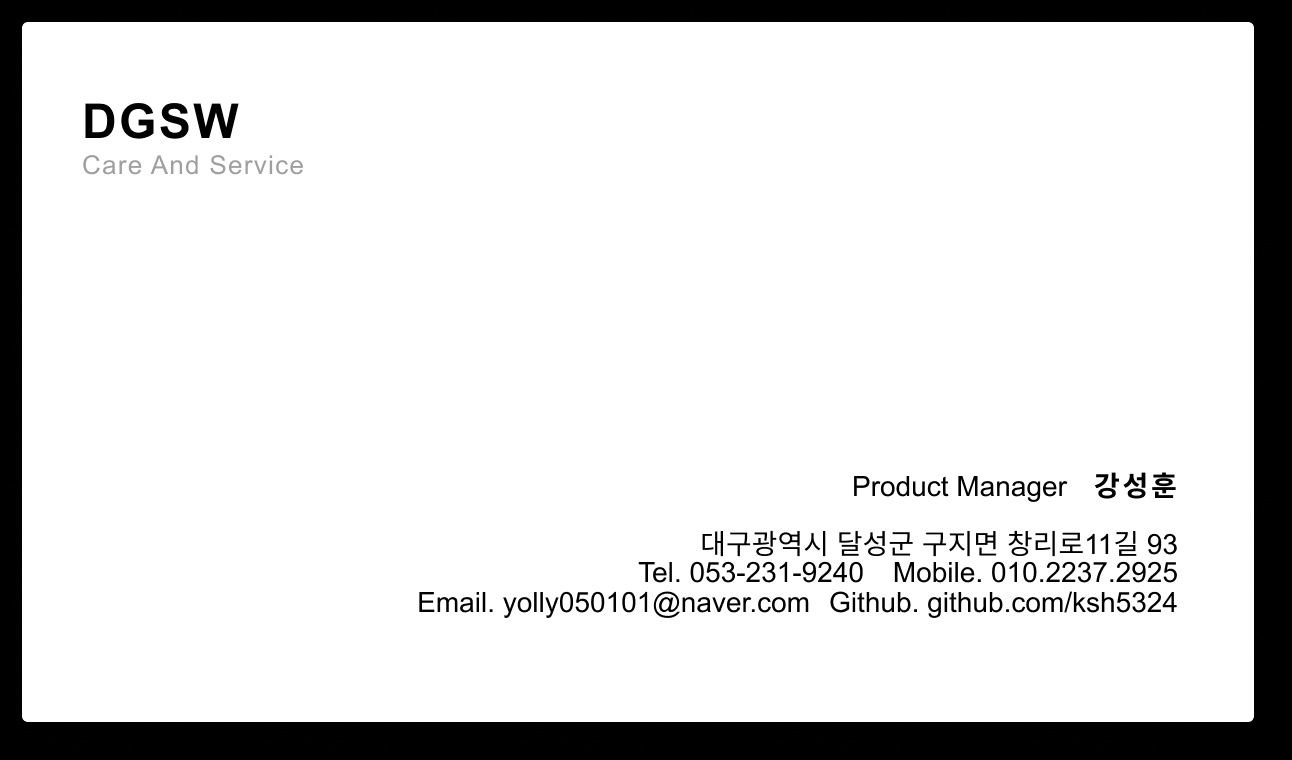 DGSW
Care And Service
Product Manager 강성훈
대구광역시 달성군 구지면 창리로11길 93
Tel. 053-231-9240 Mobile. 010.2237.2925
Email. yolly050101@naver.com Github. github.com/ksh5324